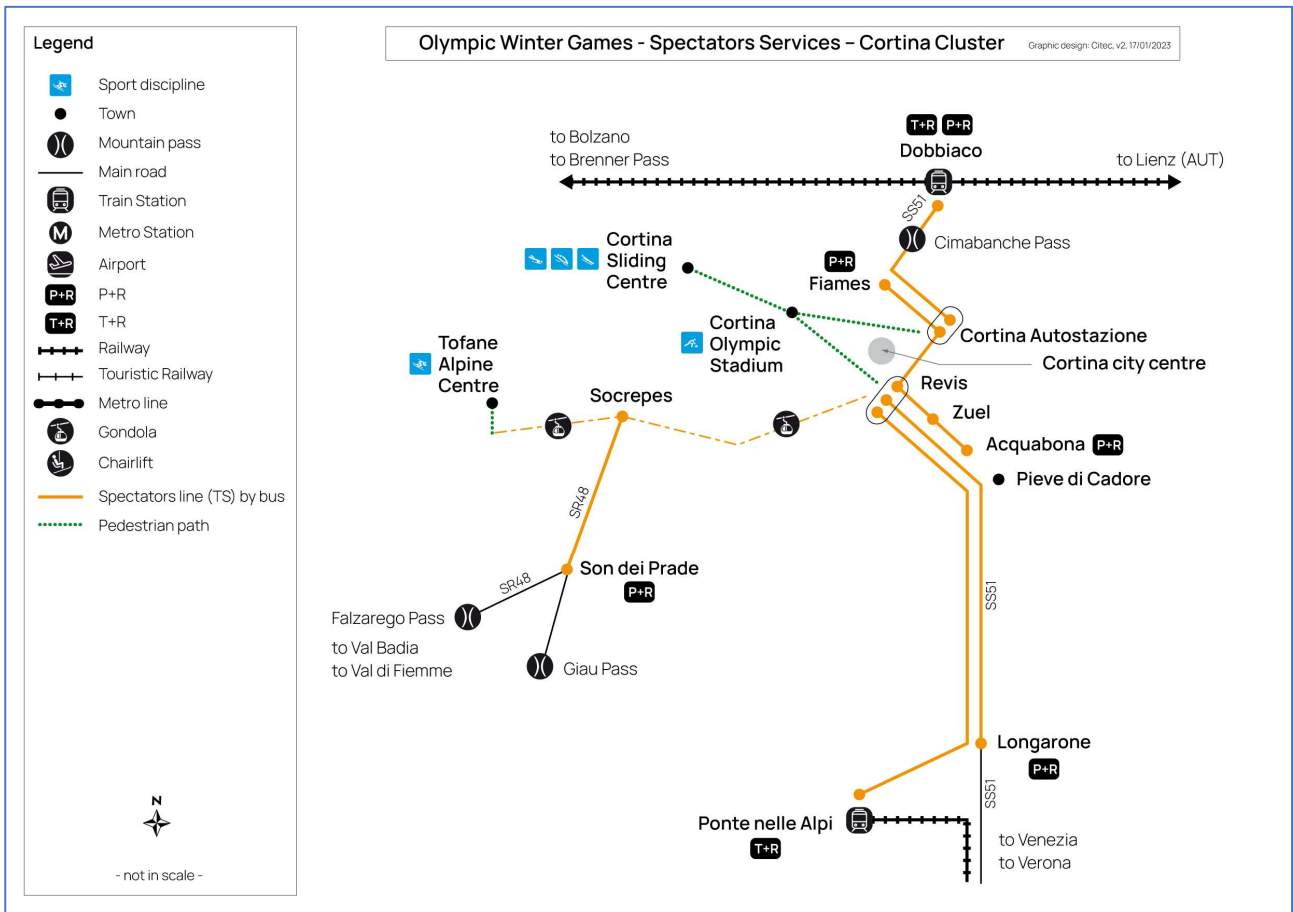 Legend
Sport discipline
Town
Mountain pass
Main road
Train Station
M
Metro Station
Airport
P+R
P+R
T+R
T+R
Railway
Touristic Railway
Metro line
Gondola
Chairlift
Spectators line (TS) by bus
Pedestrian path
N
- not in scale -
Olympic Winter Games - Spectators Services – Cortina Cluster
Graphic design: Citec, v2, 17/01/2023
T+R P+R
Dobbiaco
to Bolzano
to Brenner Pass
to Lienz (AUT)
SS51
Cimabanche Pass
Cortina
Sliding
Centre
P+R
Fiames
Cortina
Olympic
Stadium
Cortina Autostazione
Cortina city centre
Tofane
Alpine
Centre
Socrepes
Revis
Zuel
Acquabona P+R
Pieve di Cadore
SR48
Son dei Prade
P+R
SR48
Falzarego Pass
to Val Badia
to Val di Fiemme
Giau Pass
SS51
Longarone
P+R
SS51
Ponte nelle Alpi
T+R
to Venezia
to Verona